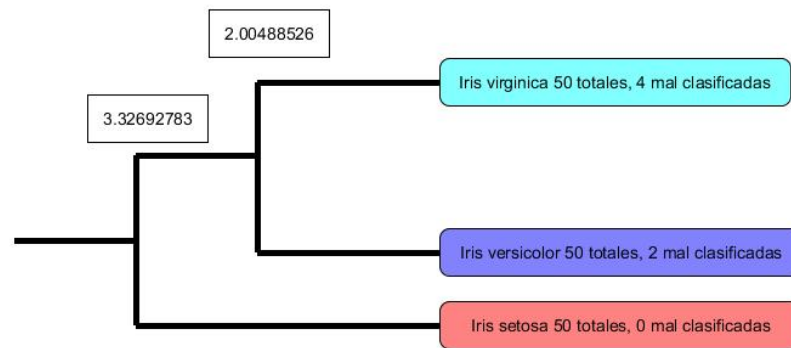 2.00488526
Iris virginica 50 totales, 4 mal clasificadas
3.32692783
Iris versicolor 50 totales, 2 mal clasificadas
Iris setosa 50 totales, 0 mal clasificadas